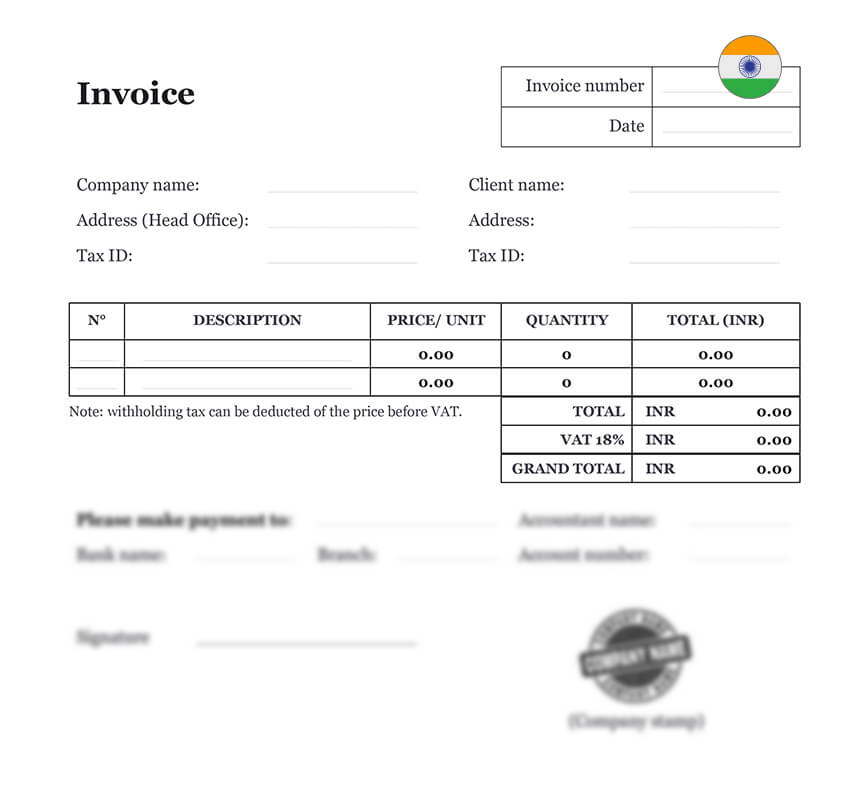 Invoice
Invoice number
Date
Company name:
Client name:
Address (Head Office):
Address:
Tax ID:
Tax ID:
N° DESCRIPTION PRICE/ UNIT QUANTITY TOTAL (INR)
0.00 0 0.00
0.00 0 0.00
Note: withholding tax can be deducted of the price before VAT.
TOTAL INR 0.00
VAT 18% INR 0.00
GRAND TOTAL INR 0.00
Please make payment to:
Accountant name:
Bank name:
Branch:
Account number:
Signature
COMPANY NAME
(Company stamp)